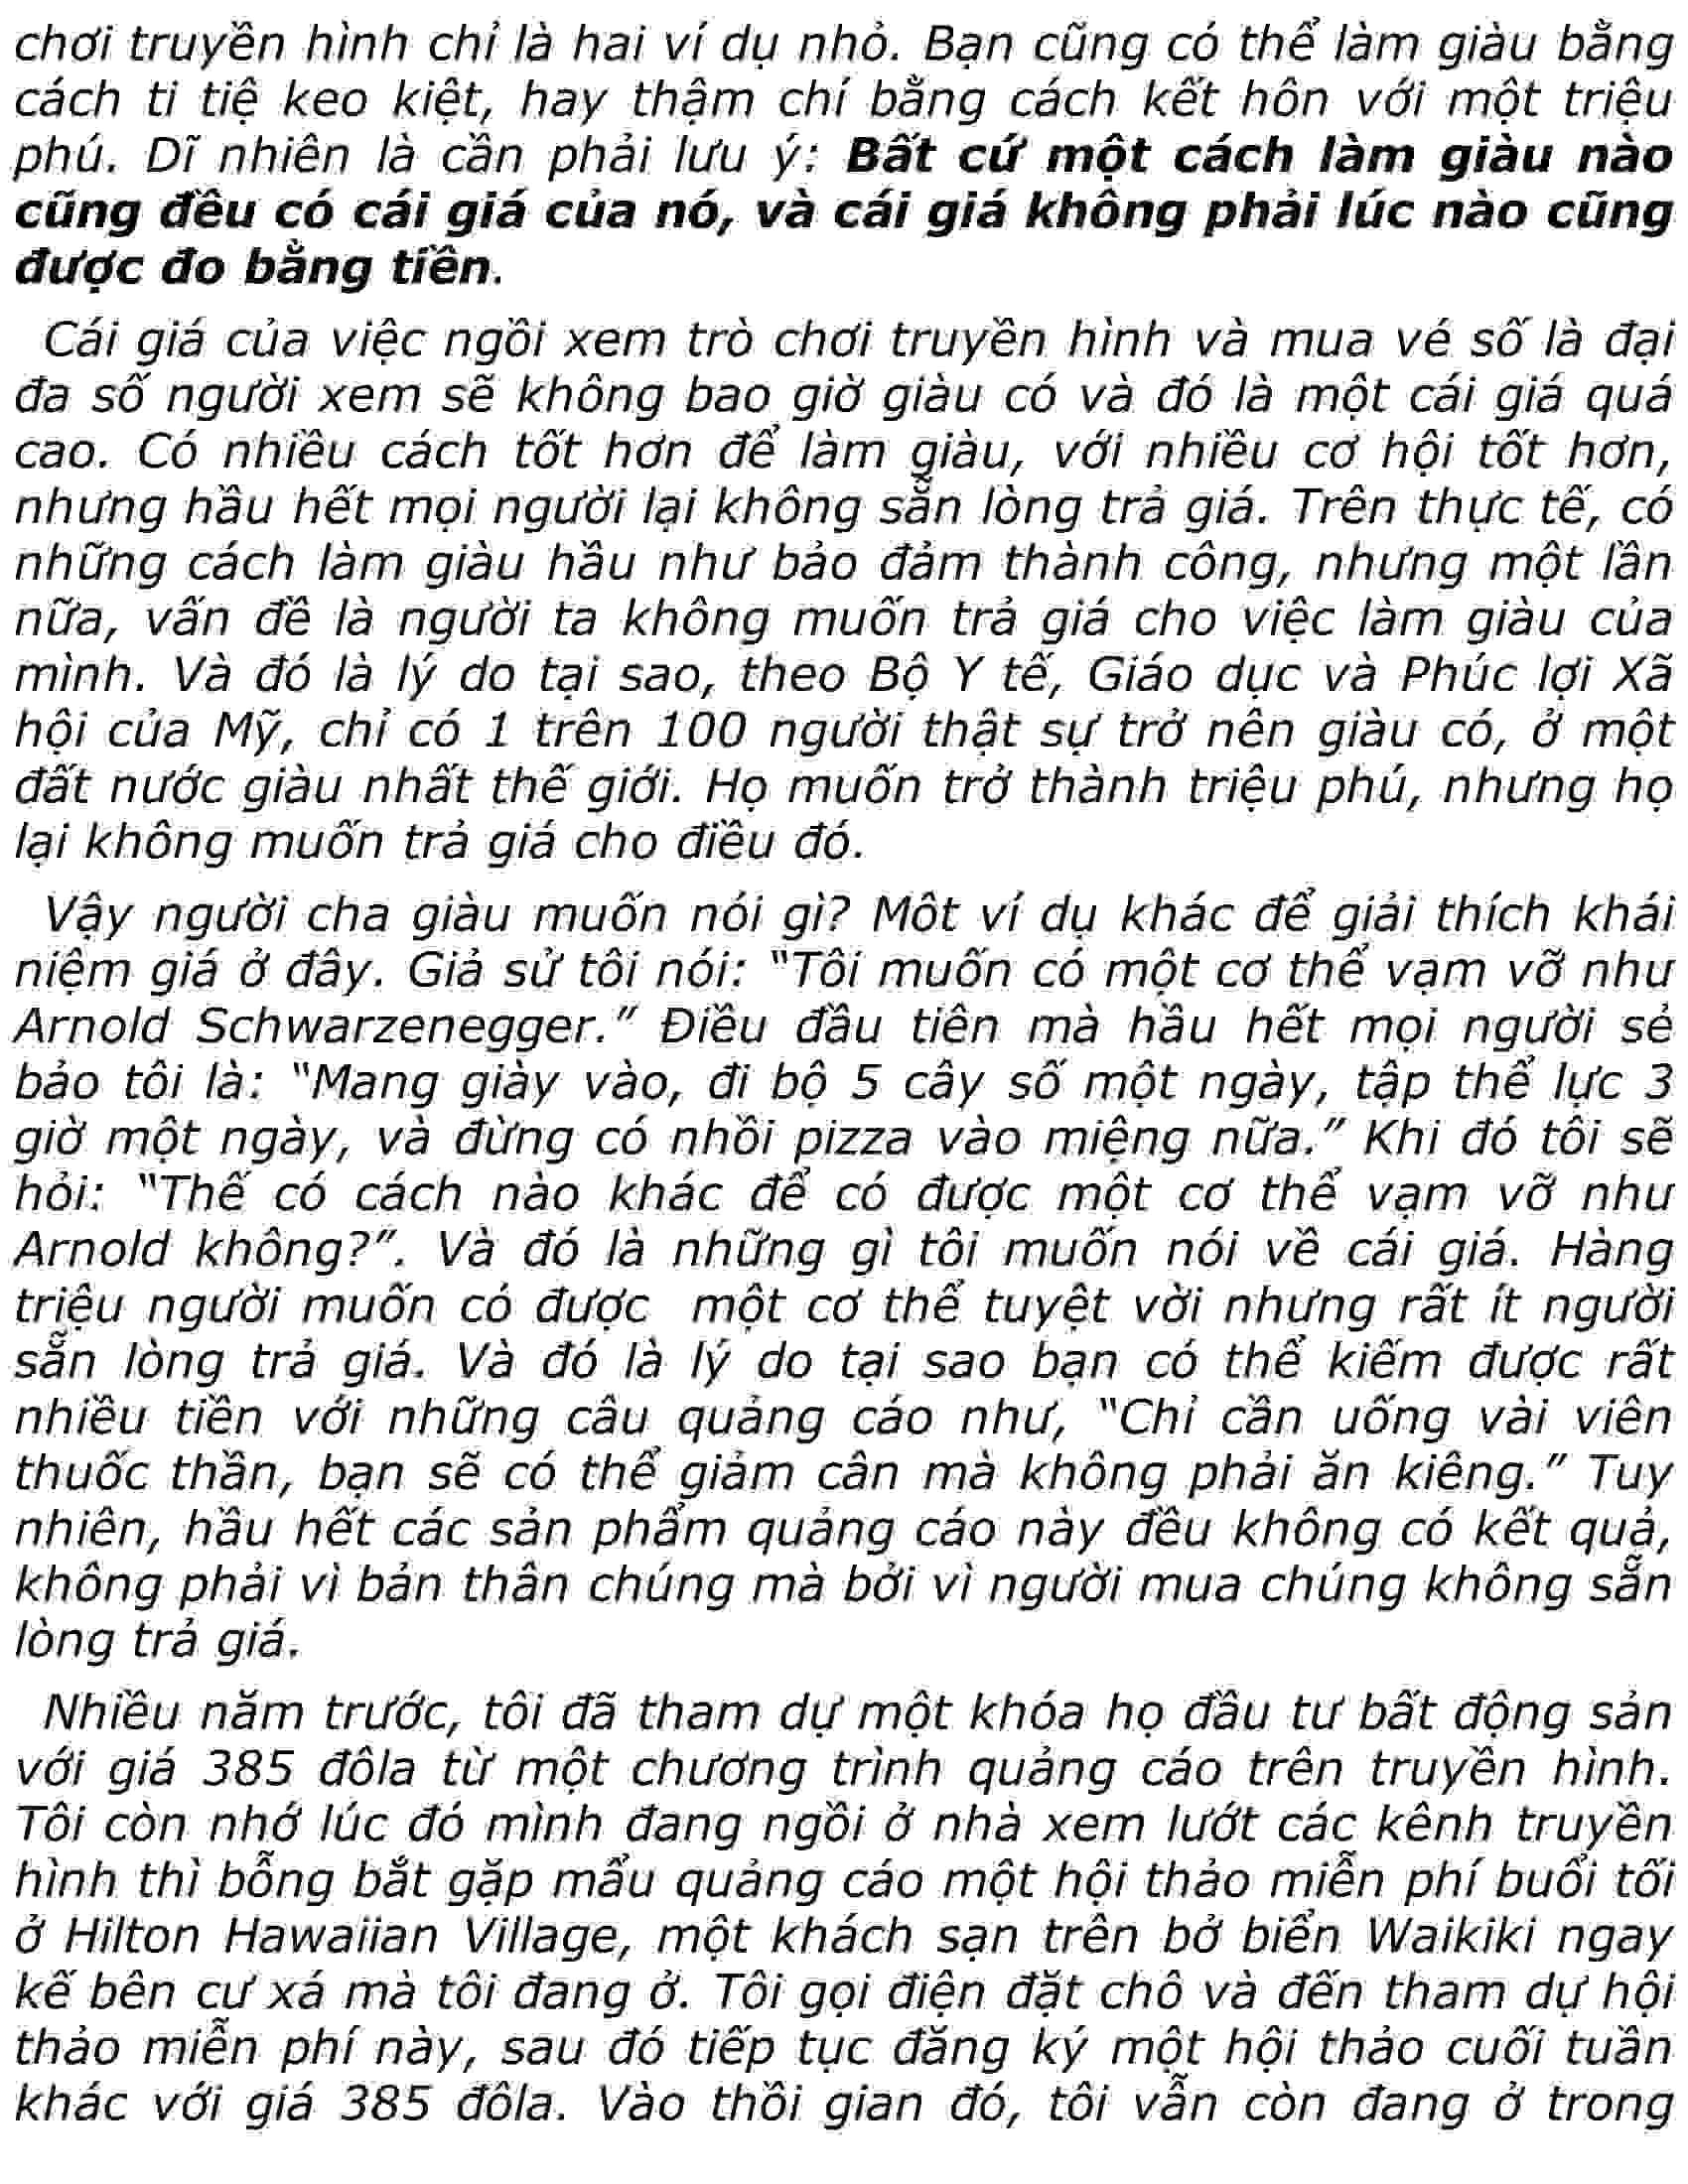 chơi truyền hình chỉ là hai ví dụ nhỏ. Bạn cũng có thể làm giàu bằng
cách ti tiệ keo kiệt, hay thậm chí bằng cách kết hôn với một triệu
phú. Dĩ nhiên là cần phải lưu ý: Bất cứ một cách làm giàu nào
cũng đều có cái giá của nó, và cái giá không phải lúc nào cũng
được đo bằng tiền.
Cái giá của việc ngồi xem trò chơi truyền hình và mua vé số là đại
đa số người xem sẽ không bao giờ giàu có và đó là một cái giá quá
cao. Có nhiều cách tốt hơn để làm giàu, với nhiều cơ hội tốt hơn,
nhưng hầu hết mọi người lại không sẵn lòng trả giá. Trên thực tế, có
những cách làm giàu hầu như bảo đảm thành công, nhưng một lần
nữa, vấn đề là người ta không muốn trả giá cho việc làm giàu của
mình. Và đó là lý do tại sao, theo Bộ Y tế, Giáo dục và Phúc lợi Xã
hội của Mỹ, chỉ có 1 trên 100 người thật sự trở nên giàu có, ở một
đất nước giàu nhất thế giới. Họ muốn trở thành triệu phú, nhưng họ
lại không muốn trả giá cho điều đó.
Vậy người cha giàu muốn nói gì? Môt ví dụ khác để giải thích khái
niệm giá ở đây. Giả sử tôi nói: "Tôi muốn có một cơ thể vạm vỡ như
Arnold Schwarzenegger." Điều đầu tiên mà hầu hết mọi người sẻ
bảo tôi là: "Mang giày vào, đi bộ 5 cây số một ngày, tập thể lực 3
giờ một ngày, và đừng có nhồi pizza vào miệng nữa." Khi đó tôi sẽ
hỏi: "Thế có cách nào khác để có được một cơ thể vạm vỡ như
Arnold không?". Và đó là những gì tôi muốn nói về cái giá. Hàng
triệu người muốn có được  một cơ thể tuyệt vời nhưng rất ít người
sẵn lòng trả giá. Và đó là lý do tại sao bạn có thể kiếm được rất
nhiều tiền với những câu quảng cáo như, "Chỉ cần uống vài viên
thuốc thần, bạn sẽ có thể giảm cân mà không phải ăn kiêng." Tuy
nhiên, hầu hết các sản phẩm quảng cáo này đều không có kết quả,
không phải vì bản thân chúng mà bởi vì người mua chúng không sẵn
lòng trả giá.
Nhiều năm trước, tôi đã tham dự một khóa họ đầu tư bất động sản
với giá 385 đôla từ một chương trình quảng cáo trên truyền hình.
Tôi còn nhớ lúc đó mình đang ngồi ở nhà xem lướt các kênh truyền
hình thì bỗng bắt gặp mẩu quảng cáo một hội thảo miễn phí buổi tối
ở Hilton Hawaiian Village, một khách sạn trên bở biển Waikiki ngay
kế bên cư xá mà tôi đang ở. Tôi gọi điện đặt chô và đến tham dự hội
thảo miễn phí này, sau đó tiếp tục đăng ký một hội thảo cuối tuần
khác với giá 385 đôla. Vào thồi gian đó, tôi vẫn còn đang ở trong